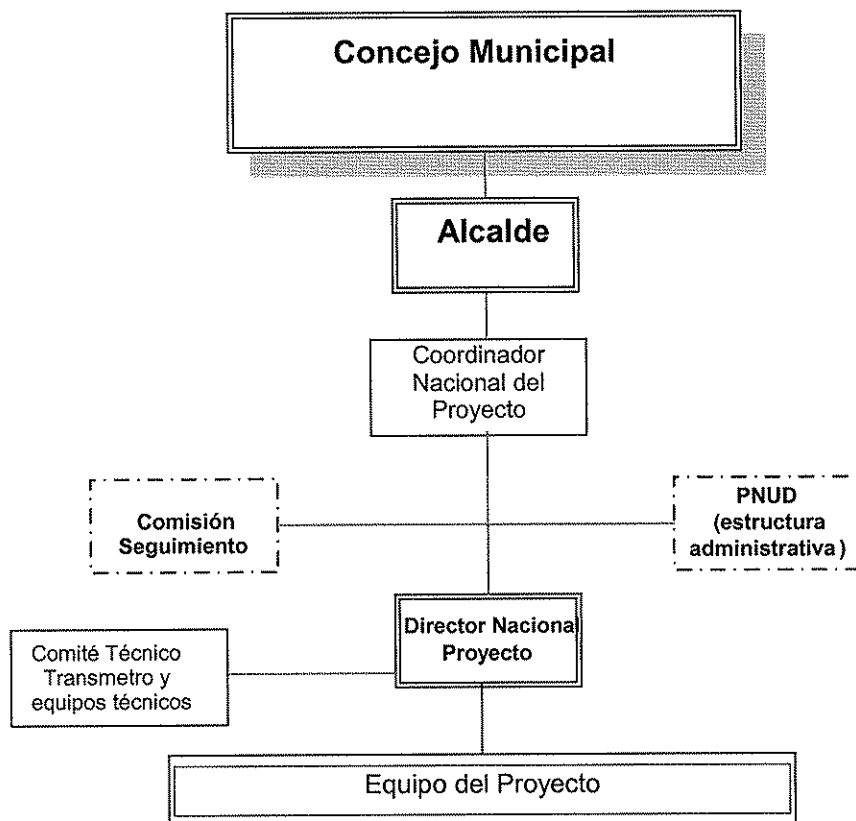 Concejo Municipal
Alcalde
Coordinador
Nacional del
Proyecto
Comisión
Seguimiento
PNUD
(estructura
administrativa)
Director Nacional
Proyecto
Comité Técnico
Transmetro y
equipos técnicos
Equipo del Proyecto